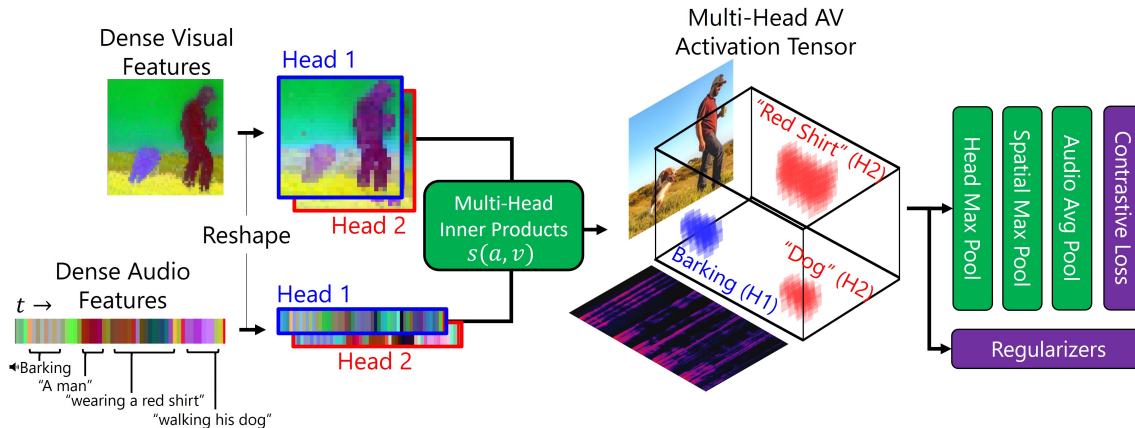 Dense Visual
Features
Head 1
Head 2
Reshape
Dense Audio
Features
t →
Barking
"A man"
"wearing a red shirt"
"walking his dog"
Head 1
Head 2
Multi-Head
Inner Products
s(a, v)
Multi-Head AV
Activation Tensor
"Red Shirt" (H2)
Barking (H1)
"Dog" (H2)
Head Max Pool
Spatial Max Pool
Audio Avg Pool
Contrastive Loss
Regularizers